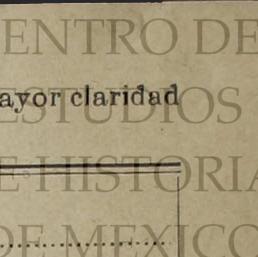 ENTRO DE
ayor claridad
ESTUDIOS
E HISTORIA
DE MEXICO